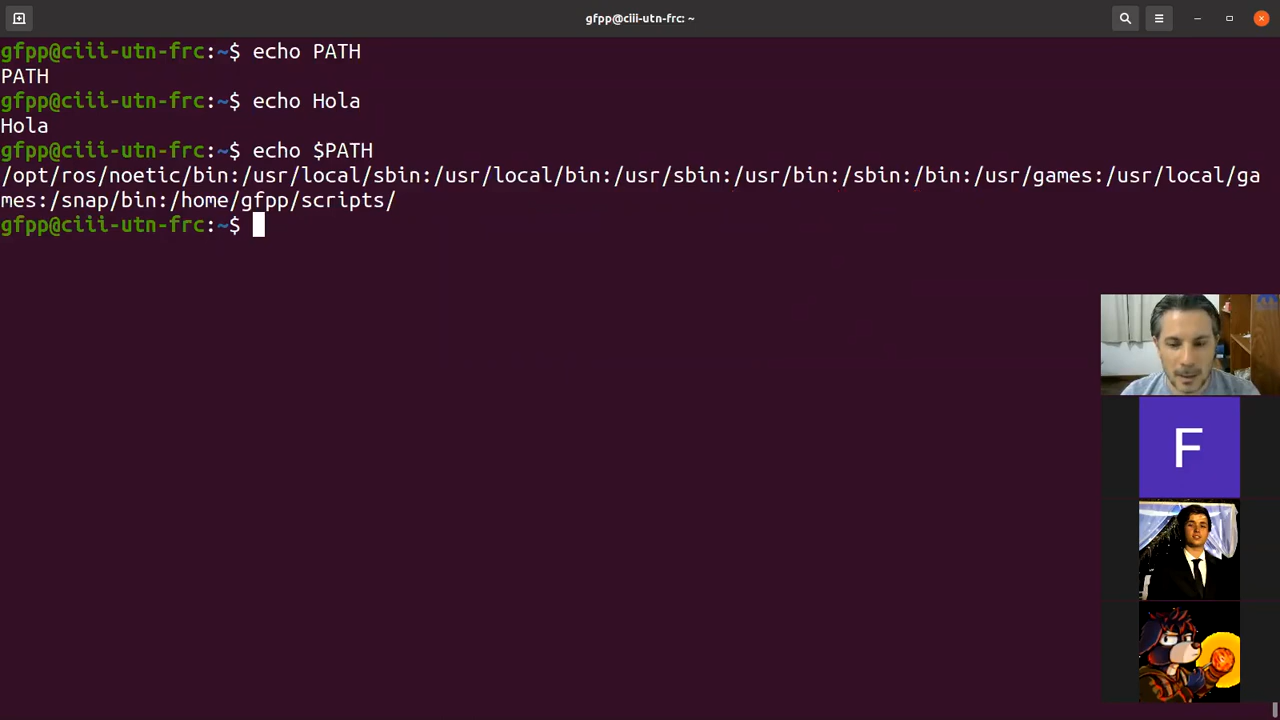 gfpp@ciii-utn-frc: ~
gfpp@ciii-utn-frc:~$ echo PATH
PATH
gfpp@ciii-utn-frc:~$ echo Hola
Hola
gfpp@ciii-utn-frc:~$ echo $PATH
/opt/ros/noetic/bin:/usr/local/sbin:/usr/local/bin:/usr/sbin:/usr/bin:/sbin:/bin:/usr/games:/usr/local/ga
mes:/snap/bin:/home/gfpp/scripts/
gfpp@ciii-utn-frc:~$
F